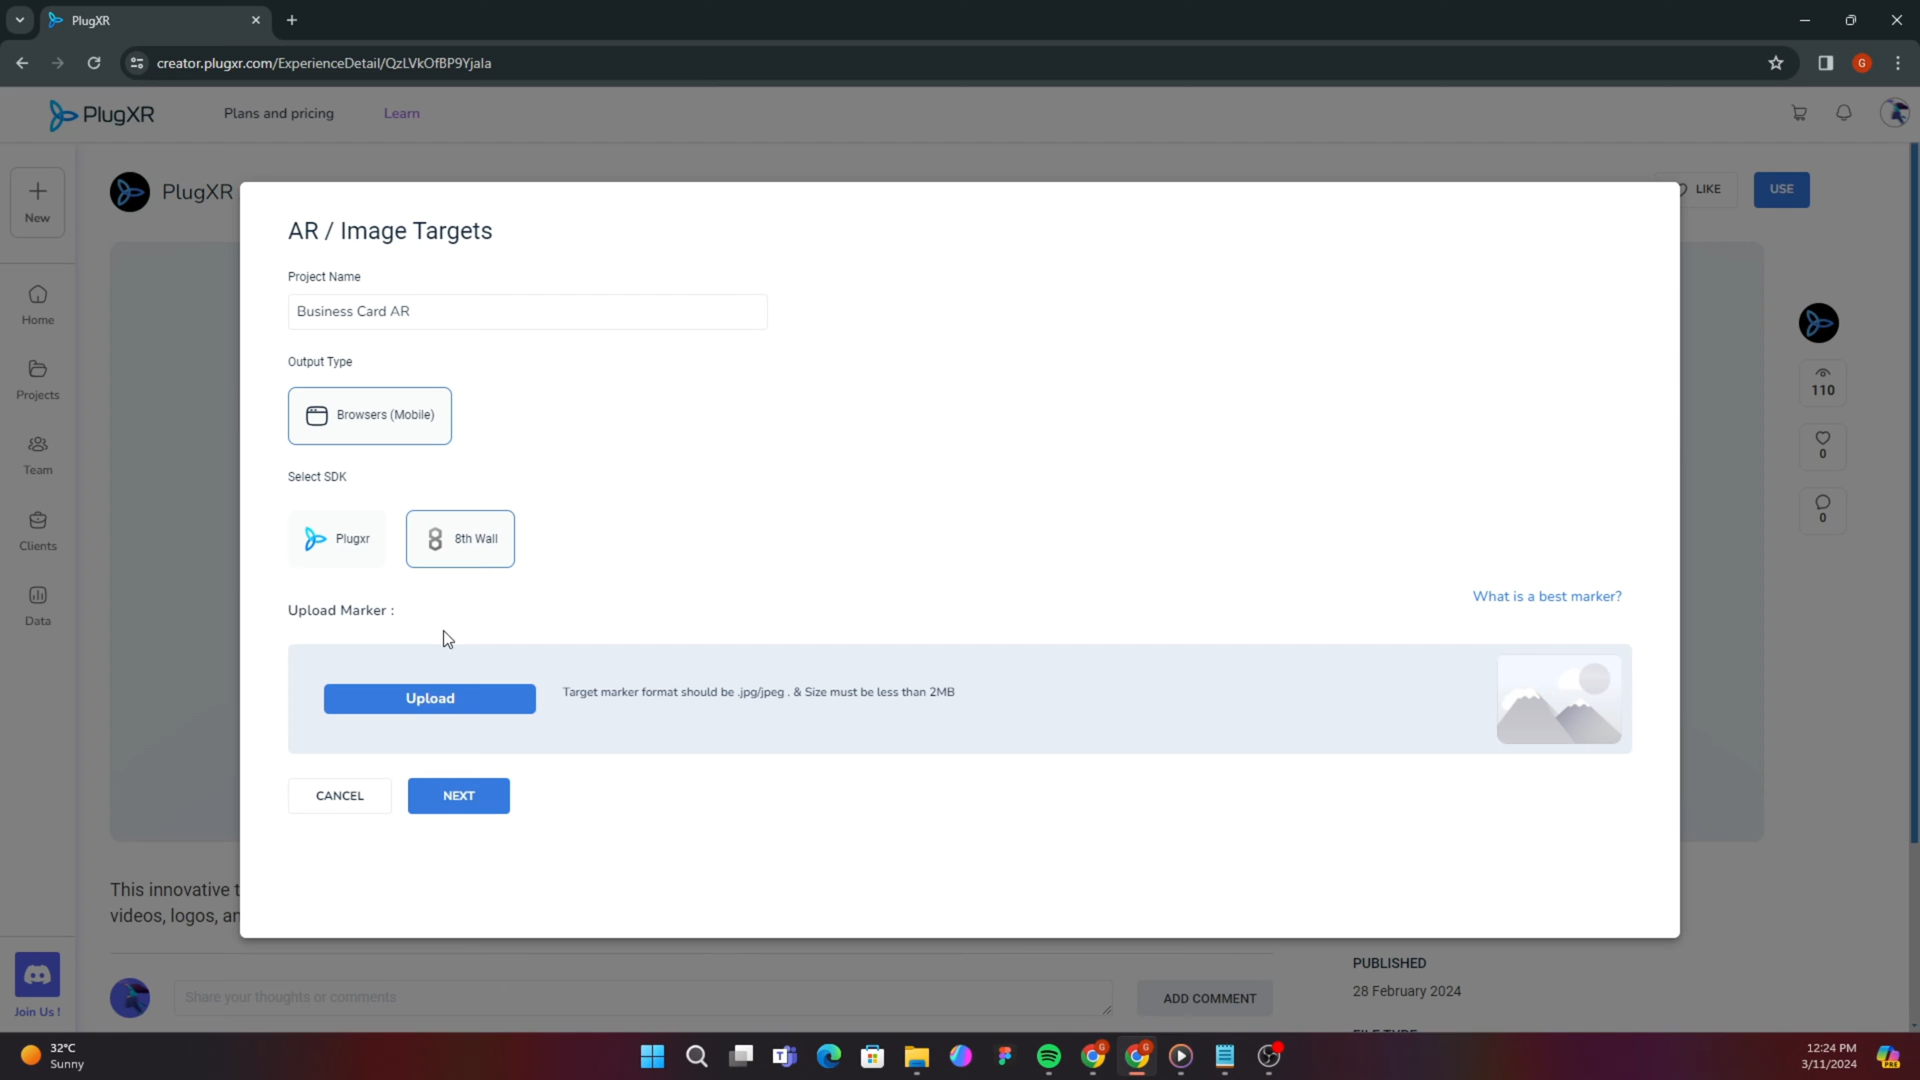 PlugXR
creator.plugxr.com/ExperienceDetail/QzLVkOfBP9Yjala
G
PlugXR
Plans and pricing
Learn
New
Home
Projects
Team
Clients
Data
Join Us !
PlugXR
LIKE
USE
AR / Image Targets
Project Name
Business Card AR
Output Type
Browsers (Mobile)
Select SDK
Plugxr
8th Wall
Upload Marker :
What is a best marker?
Upload
Target marker format should be .jpg/jpeg . & Size must be less than 2MB
CANCEL
NEXT
110
0
0
This innovative
videos, logos,
Share your thoughts or comments
ADD COMMENT
PUBLISHED
28 February 2024
32°C
Sunny
12:24 PM
3/11/2024